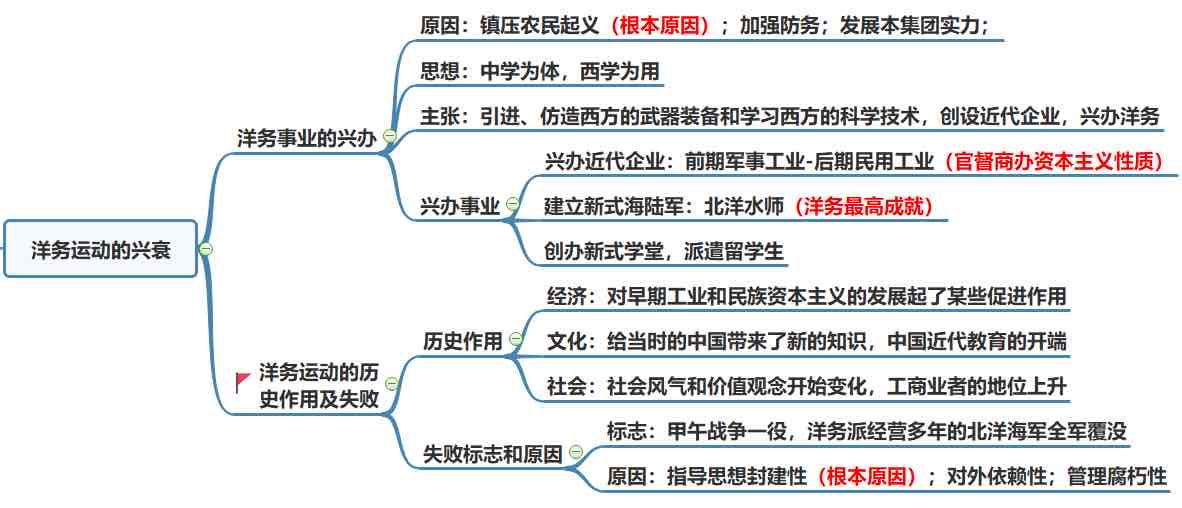 原因：镇压农民起义（根本原因）；加强防务；发展本集团实力；
思想：中学为体，西学为用
主张：引进、仿造西方的武器装备和学习西方的科学技术，创设近代企业，兴办洋务
洋务事业的兴办
兴办近代企业：前期军事工业-后期民用工业（官督商办资本主义性质）
兴办事业
建立新式海陆军：北洋水师（洋务最高成就）
创办新式学堂，派遣留学生
洋务运动的兴衰
经济：对早期工业和民族资本主义的发展起了某些促进作用
历史作用
文化：给当时的中国带来了新的知识，中国近代教育的开端
社会：社会风气和价值观念开始变化，工商业者的地位上升
洋务运动的历
史作用及失败
标志：甲午战争一役，洋务派经营多年的北洋海军全军覆没
失败标志和原因
原因：指导思想封建性（根本原因）；对外依赖性；管理腐朽性